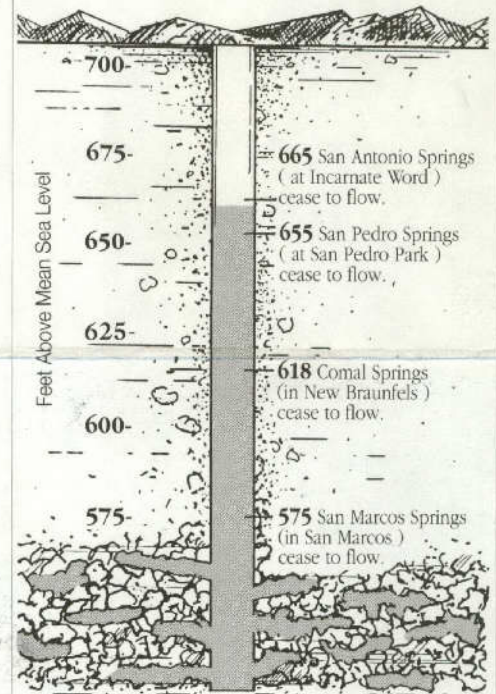 700-
675-
650-
625-
600-
575-
Feet Above Mean Sea Level
665 San Antonio Springs
( at Incarnate Word )
cease to flow.
655 San Pedro Springs
( at San Pedro Park )
cease to flow.
618 Comal Springs
(in New Braunfels )
cease to flow.
575 San Marcos Springs
(in San Marcos )
cease to flow.